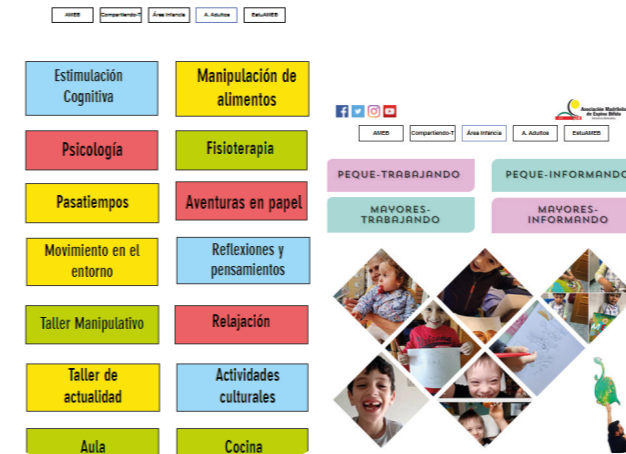 AMEB
Compartiendo-T
Área Infancia
A. Adultos
EstuAMEB
Estimulación
Cognitiva
Manipulación de
alimentos
Psicología
Fisioterapia
Pasatiempos
Aventuras en papel
Movimiento en el
entorno
Reflexiones y
pensamientos
Taller Manipulativo
Relajación
Taller de
actualidad
Actividades
culturales
Aula
Cocina
Asociación Madrileña
de Espina Bífida
AMEB
Compartiendo-T
Área Infancia
A. Adultos
EstuAMEB
PEQUE-TRABAJANDO
PEQUE-INFORMANDO
MAYORES-
TRABAJANDO
MAYORES-
INFORMANDO